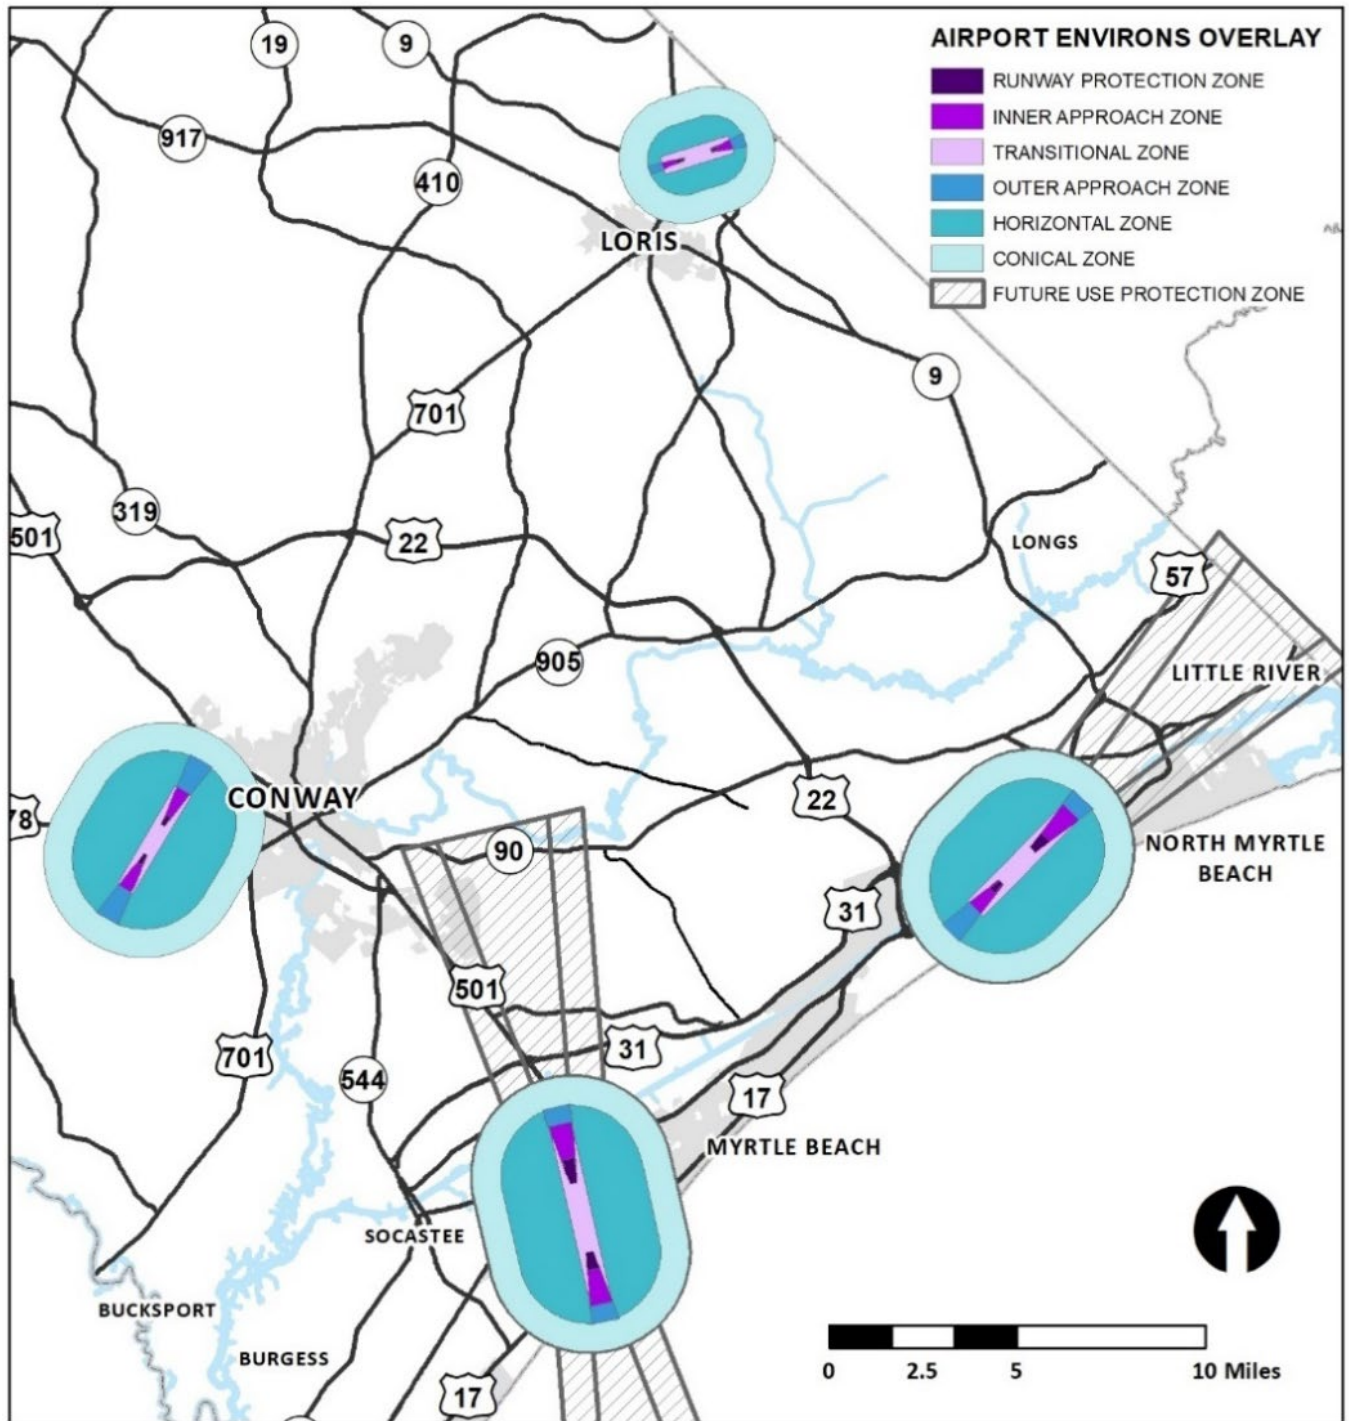 AIRPORT ENVIRONS OVERLAY
RUNWAY PROTECTION ZONE
INNER APPROACH ZONE
TRANSITIONAL ZONE
OUTER APPROACH ZONE
HORIZONTAL ZONE
CONICAL ZONE
FUTURE USE PROTECTION ZONE
19
9
917
410
LORIS
9
701
319
501
22
LONGS
57
905
LITTLE RIVER
CONWAY
78
22
90
NORTH MYRTLE
BEACH
31
501
31
701
544
17
MYRTLE BEACH
SOCASTEE
BUCKSPORT
BURGESS
17
0 2.5 5 10 Miles